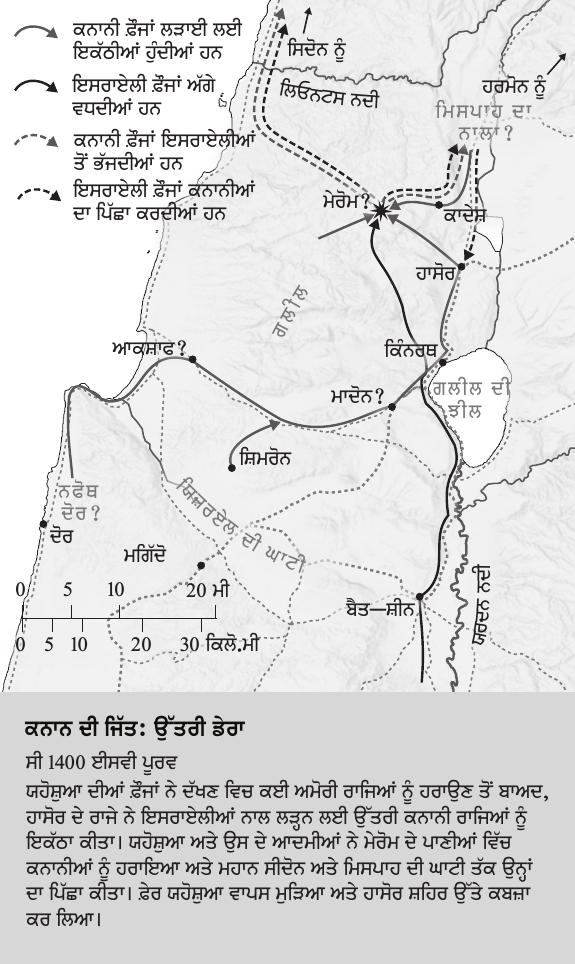 ਕਨਾਨੀ ਫ਼ੌਜਾਂ ਲੜਾਈ ਲਈ
ਇਕੱਠੀਆਂ ਹੁੰਦੀਆਂ ਹਨ
ਇਸਰਾਏਲੀ ਫ਼ੌਜਾਂ ਅੱਗੇ
ਵਧਦੀਆਂ ਹਨ
ਕਨਾਨੀ ਫ਼ੌਜਾਂ ਇਸਰਾਏਲੀਆਂ
ਤੋਂ ਭੱਜਦੀਆਂ ਹਨ
ਇਸਰਾਏਲੀ ਫ਼ੌਜਾਂ ਕਨਾਨੀਆਂ
ਦਾ ਪਿੱਛਾ ਕਰਦੀਆਂ ਹਨ
ਸਿਦੋਨ ਨੂੰ
ਲਿਓਨਟਸ ਨਦੀ
ਹਰਮੋਨ ਨੂੰ
ਮਿਸਪਾਹ ਦਾ
ਨਾਲਾ?
ਮੇਰੋਮ?
ਕਾਦੇਸ਼
ਹਾਸੋਰ
ਗਲੀਲ
ਆਕਸ਼ਾਫ?
ਕਿੰਨਰਥ
ਗਲੀਲ ਦੀ
ਝੀਲ
ਮਾਦੋਨ?
ਸ਼ਿਮਰੋਨ
ਨਫੋਥ
ਦੋਰ?
ਦੋਰ
ਯਿਜ਼ਰਏਲ ਦੀ ਘਾਟੀ
ਮਗਿੱਦੋ
ਬੈਤ—ਸ਼ੀਨ
ਯਰਦਨ ਨਦੀ
0 5 10 20 ਮੀ
0 5 10 20 30 ਕਿਲੋ.ਮੀ
ਕਨਾਨ ਦੀ ਜਿੱਤ: ਉੱਤਰੀ ਡੇਰਾ
ਸੀ 1400 ਈਸਵੀ ਪੂਰਵ
ਯਹੋਸ਼ੁਆ ਦੀਆਂ ਫ਼ੌਜਾਂ ਨੇ ਦੱਖਣ ਵਿਚ ਕਈ ਅਮੋਰੀ ਰਾਜਿਆਂ ਨੂੰ ਹਰਾਉਣ ਤੋਂ ਬਾਅਦ,
ਹਾਸੋਰ ਦੇ ਰਾਜੇ ਨੇ ਇਸਰਾਏਲੀਆਂ ਨਾਲ ਲੜ੍ਹਨ ਲਈ ਉੱਤਰੀ ਕਨਾਨੀ ਰਾਜਿਆਂ ਨੂੰ
ਇਕੱਠਾ ਕੀਤਾ। ਯਹੋਸ਼ੁਆ ਅਤੇ ਉਸ ਦੇ ਆਦਮੀਆਂ ਨੇ ਮੇਰੋਮ ਦੇ ਪਾਣੀਆਂ ਵਿੱਚ
ਕਨਾਨੀਆਂ ਨੂੰ ਹਰਾਇਆ ਅਤੇ ਮਹਾਨ ਸੀਦੋਨ ਅਤੇ ਮਿਸਪਾਹ ਦੀ ਘਾਟੀ ਤੱਕ ਉਨ੍ਹਾਂ
ਦਾ ਪਿੱਛਾ ਕੀਤਾ। ਫ਼ੇਰ ਯਹੋਸ਼ੁਆ ਵਾਪਸ ਮੁੜਿਆ ਅਤੇ ਹਾਸੋਰ ਸ਼ਹਿਰ ਉੱਤੇ ਕਬਜ਼ਾ
ਕਰ ਲਿਆ।